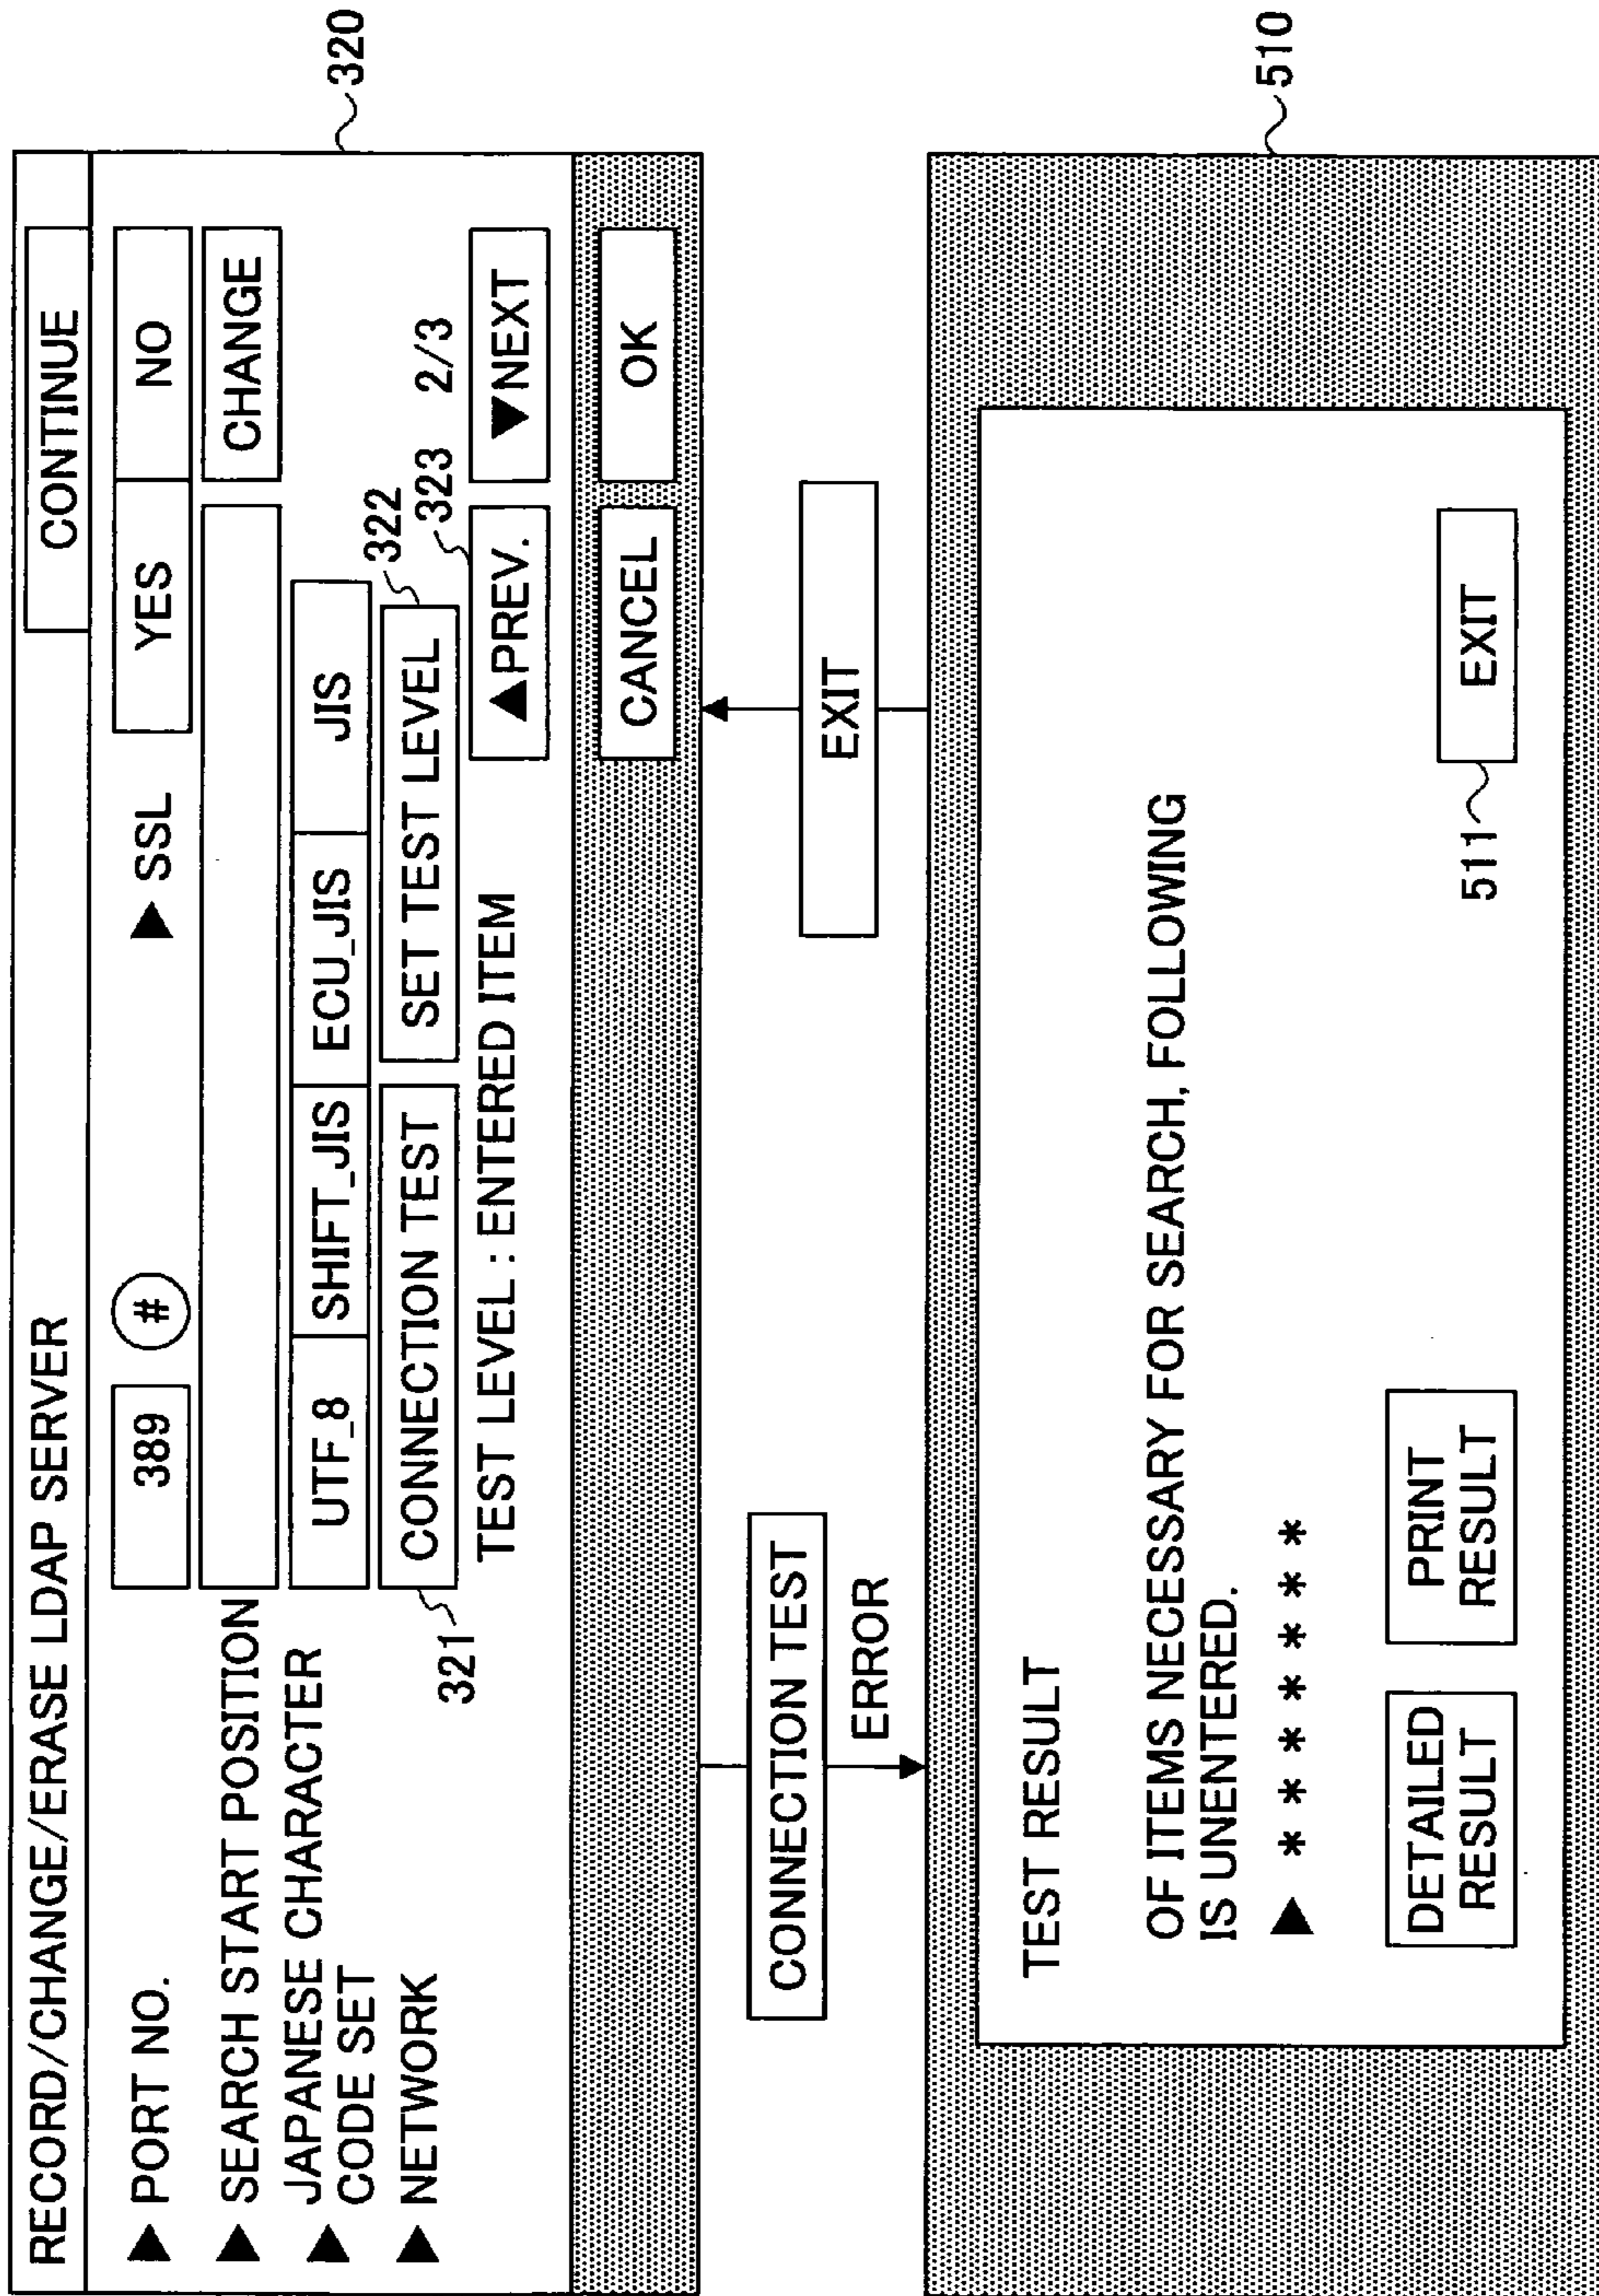 RECORD/CHANGE/ERASE LDAP SERVER
CONTINUE
▶ PORT NO. 389 # ▶ SSL YES NO
▶ SEARCH START POSITION CHANGE
▶ JAPANESE CHARACTER
CODE SET
UTF_8 SHIFT_JIS ECU_JIS JIS
▶ NETWORK CONNECTION TEST SET TEST LEVEL
321
322
323
TEST LEVEL : ENTERED ITEM
2/3
▲PREV. ▼NEXT
CANCEL OK
320
CONNECTION TEST
ERROR
EXIT
TEST RESULT
OF ITEMS NECESSARY FOR SEARCH, FOLLOWING
IS UNENTERED.
▶ * * * * * * *
DETAILED
RESULT
PRINT
RESULT
511
EXIT
510